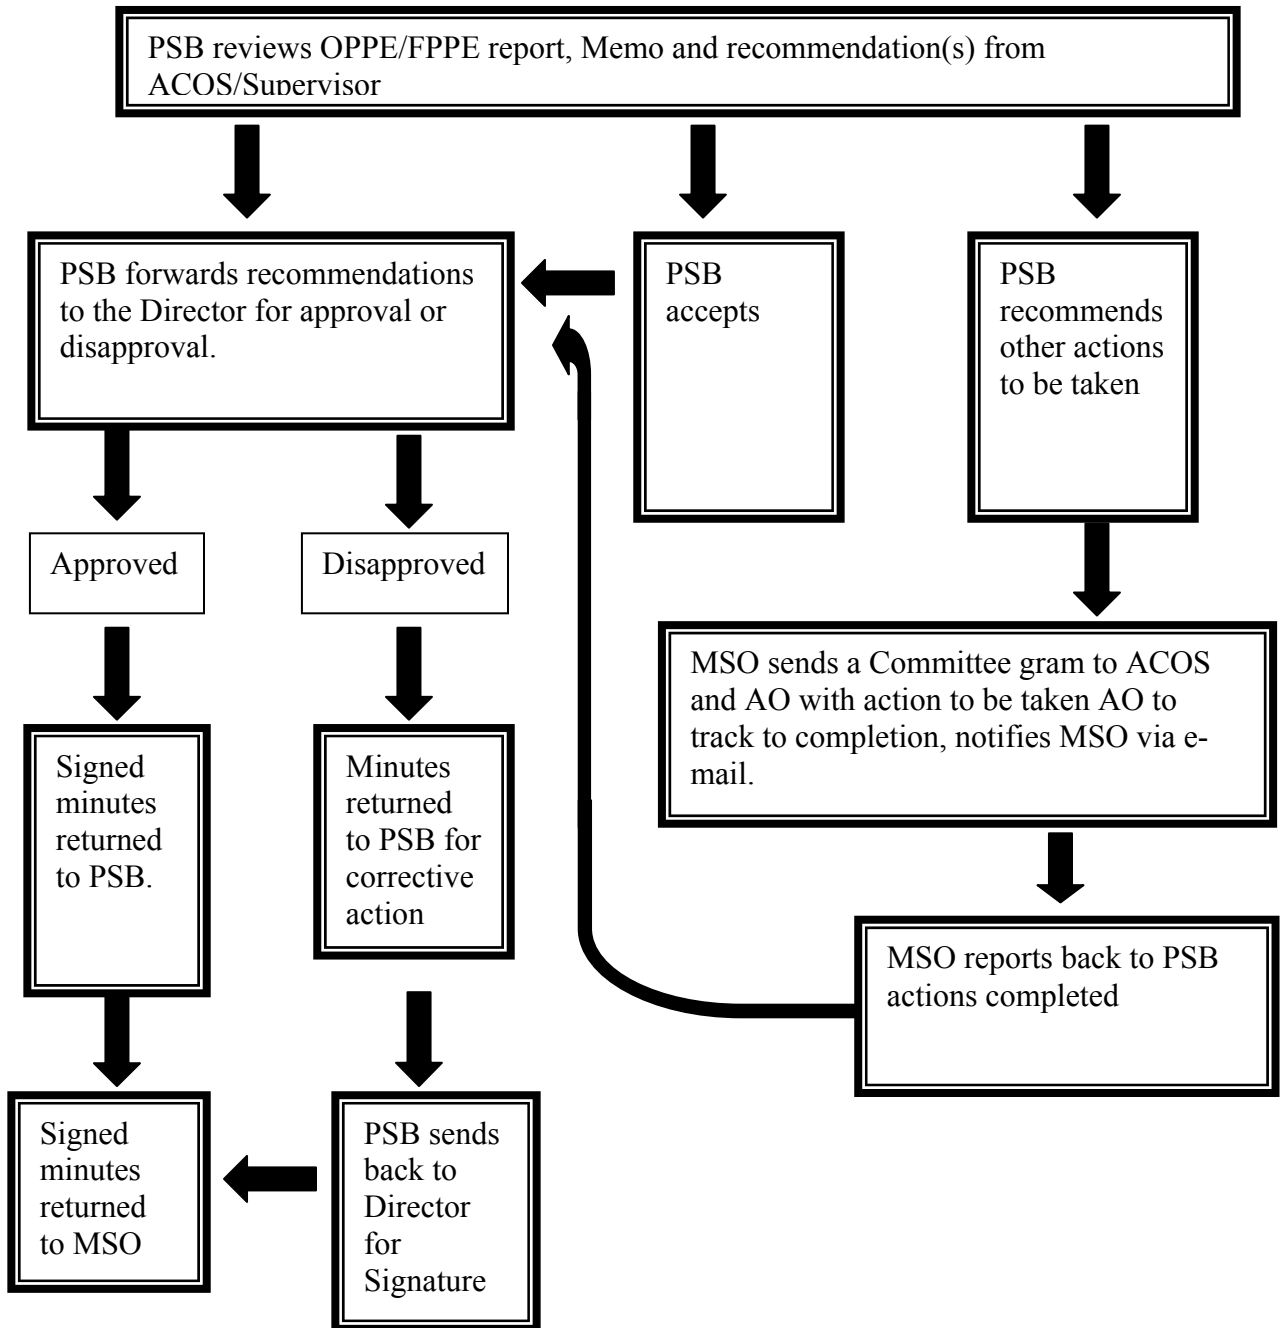 PSB reviews OPPE/FPPE report, Memo and recommendation(s) from
ACOS/Supervisor
PSB forwards recommendations
to the Director for approval or
disapproval.
PSB
accepts
PSB
recommends
other actions
to be taken
Approved
Disapproved
MSO sends a Committee gram to ACOS
and AO with action to be taken AO to
track to completion, notifies MSO via e-
mail.
Signed
minutes
returned
to PSB.
Minutes
returned
to PSB for
corrective
action
MSO reports back to PSB
actions completed
Signed
minutes
returned
to MSO
PSB sends
back to
Director
for
Signature